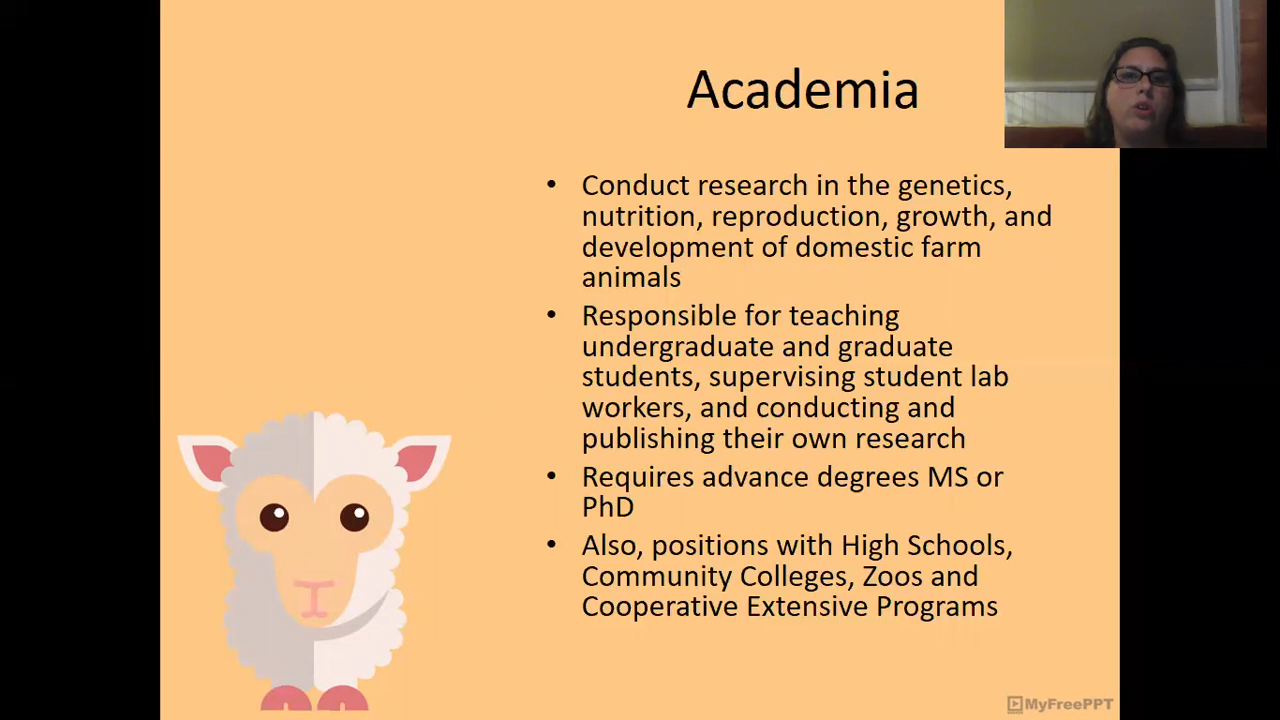 Academia
• Conduct research in the genetics,
nutrition, reproduction, growth, and
development of domestic farm
animals
• Responsible for teaching
undergraduate and graduate
students, supervising student lab
workers, and conducting and
publishing their own research
• Requires advance degrees MS or
PhD
• Also, positions with High Schools,
Community Colleges, Zoos and
Cooperative Extensive Programs
MyFreePPT